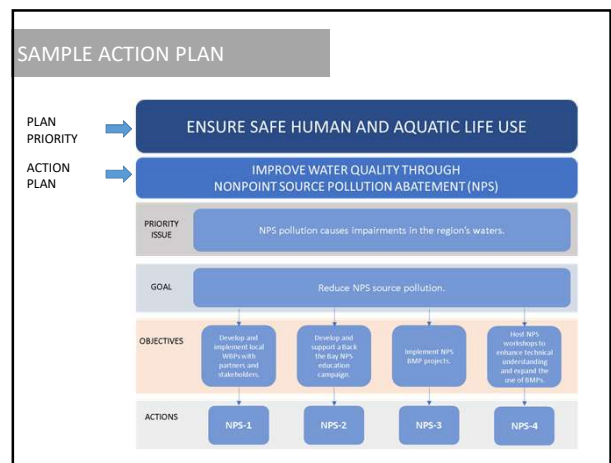 SAMPLE ACTION PLAN
PLAN
PRIORITY
ENSURE SAFE HUMAN AND AQUATIC LIFE USE
ACTION
PLAN
IMPROVE WATER QUALITY THROUGH
NONPOINT SOURCE POLLUTION ABATEMENT (NPS)
PRIORITY
ISSUE
NPS pollution causes impairments in the region's waters.
GOAL
Reduce NPS source pollution.
OBJECTIVES
Develop and
implement local
WBPs with
partners and
stakeholders.
Develop and
support a Back
the Bay NPS
education
campaign.
Implement NPS
BMP projects.
Host NPS
workshops to
enhance technical
understanding
and expand the
use of BMPs.
ACTIONS
NPS-1
NPS-2
NPS-3
NPS-4